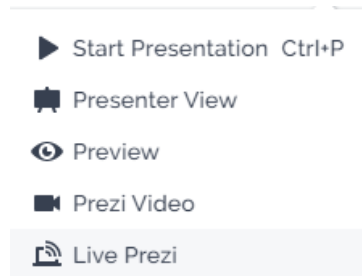 Start Presentation Ctrl+P
Presenter View
Preview
Prezi Video
Live Prezi